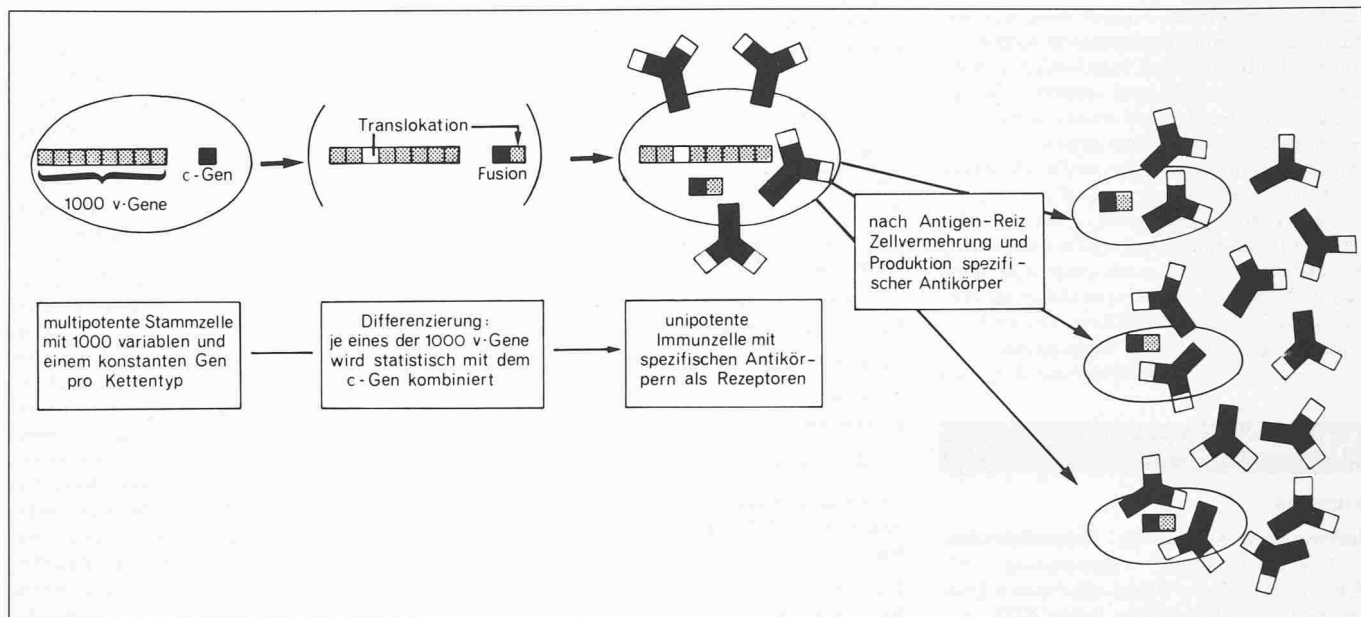 1000 v-Gene
c-Gen
Translokation
Fusion
multipotente Stammzelle
mit 1000 variablen und
einem konstanten Gen
pro Kettentyp
Differenzierung:
je eines der 1000 v-Gene
wird statistisch mit dem
c-Gen kombiniert
unipotente
Immunzelle mit
spezifischen Antikör-
pern als Rezeptoren
nach Antigen-Reiz
Zellvermehrung und
Produktion spezifi-
scher Antikörper